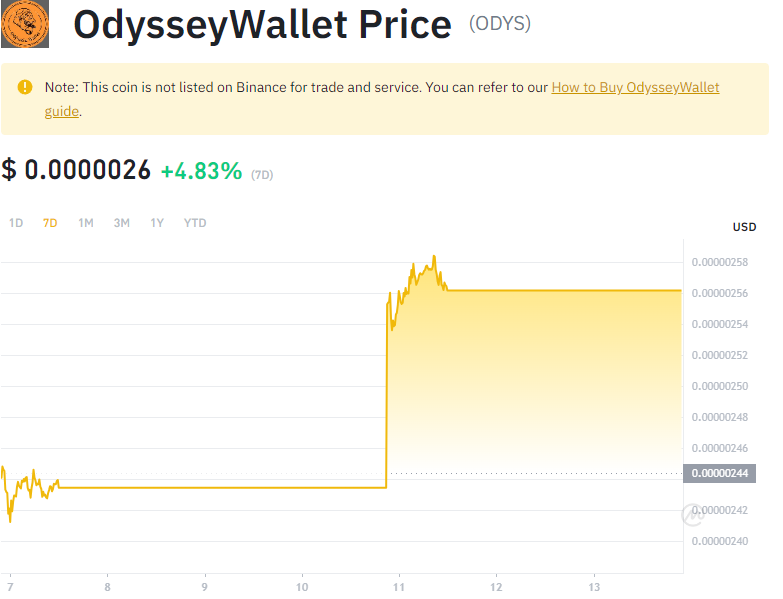 OdysseyWallet Price (ODYS)
Note: This coin is not listed on Binance for trade and service. You can refer to our How to Buy OdysseyWallet
guide.
$ 0.0000026 +4.83% (7D)
1D 7D 1M 3M 1Y YTD
USD
0.00000258
0.00000256
0.00000254
0.00000252
0.00000250
0.00000248
0.00000246
0.00000244
0.00000242
0.00000240
7 8 9 10 11 12 13